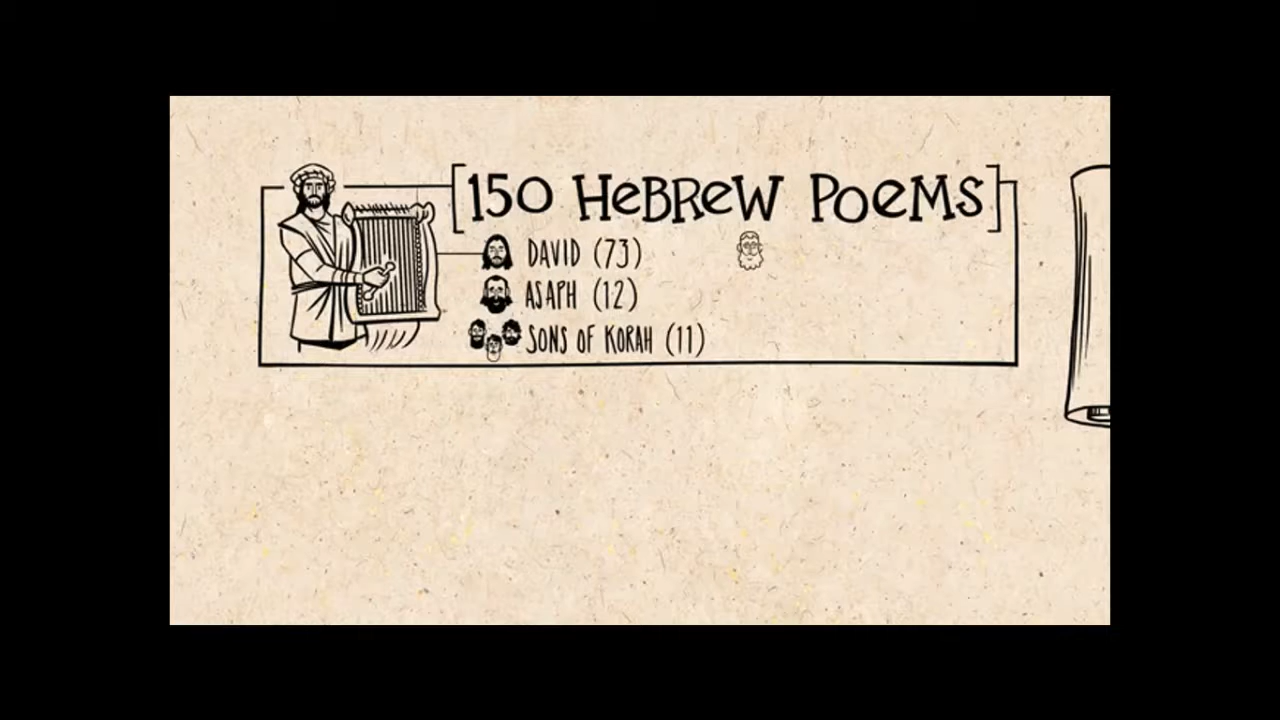 150 HeBReW PoeMS
DAVID (73)
ASAPH (12)
SONS OF KORAH (11)